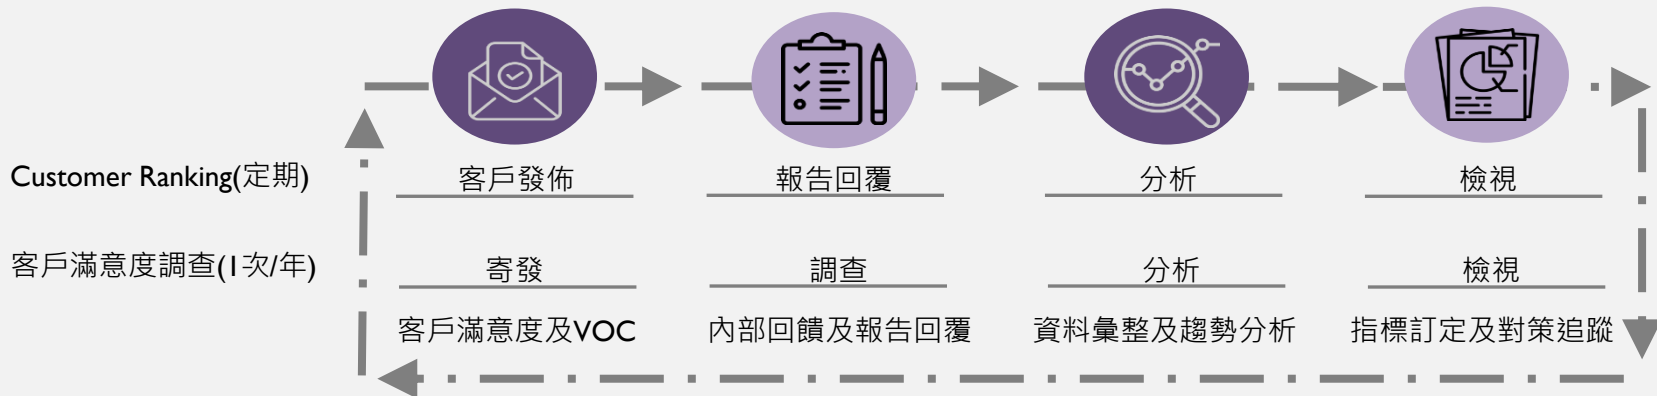 Customer Ranking(定期) 客戶發佈 報告回覆 分析 檢視
客戶滿意度調查(1次/年) 寄發 調查 分析 檢視
客戶滿意度及VOC 內部回饋及報告回覆 資料彙整及趨勢分析 指標訂定及對策追蹤